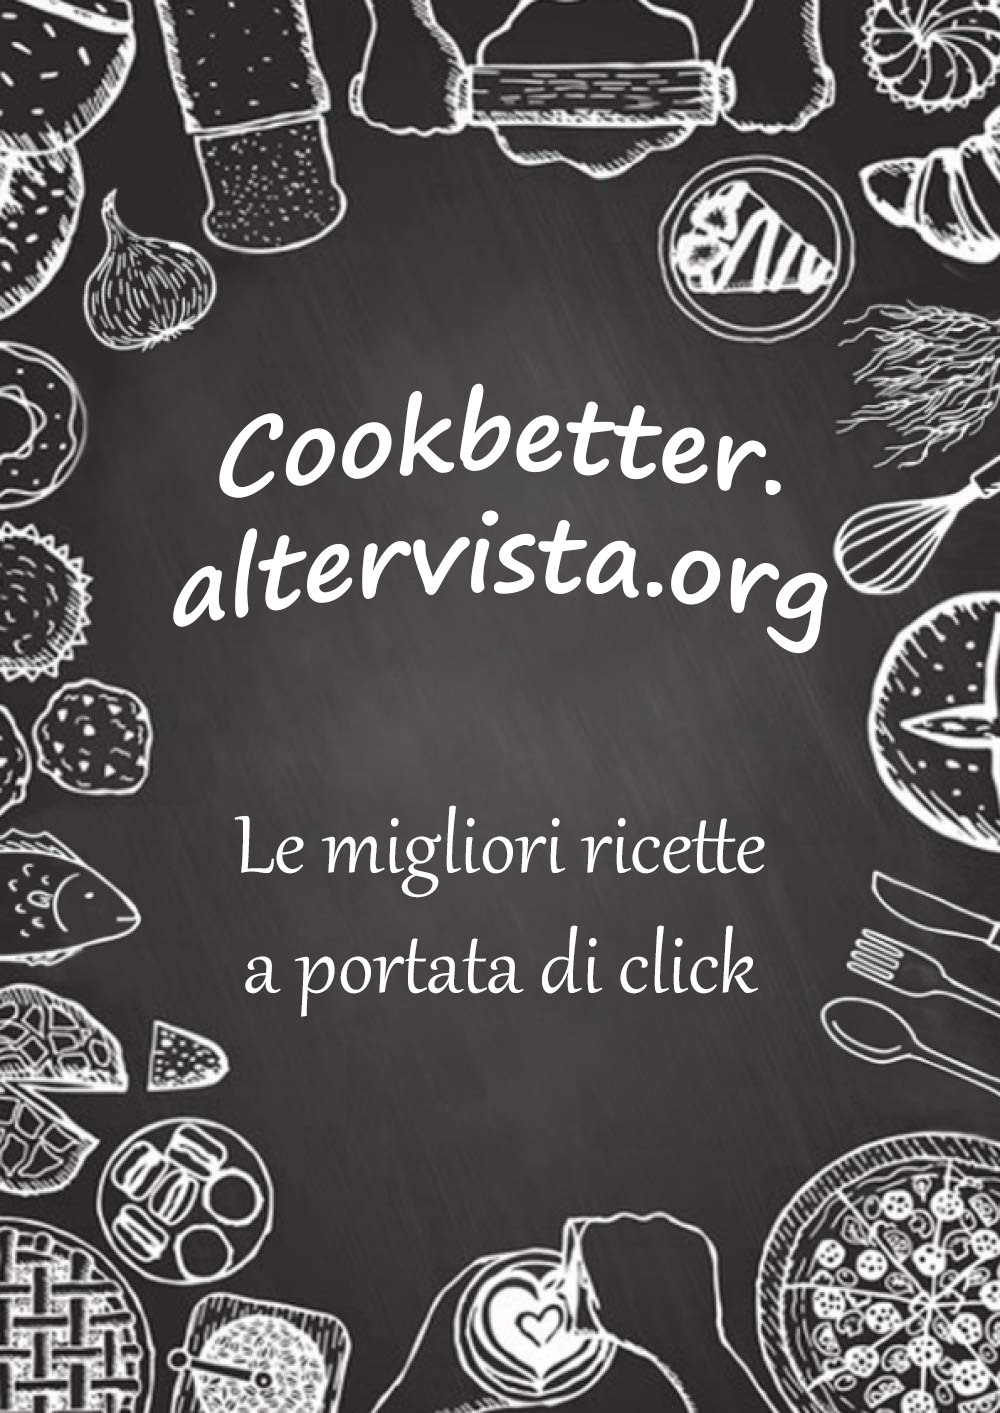 Cookbetter.
altervista.org
Le migliori ricette
a portata di click